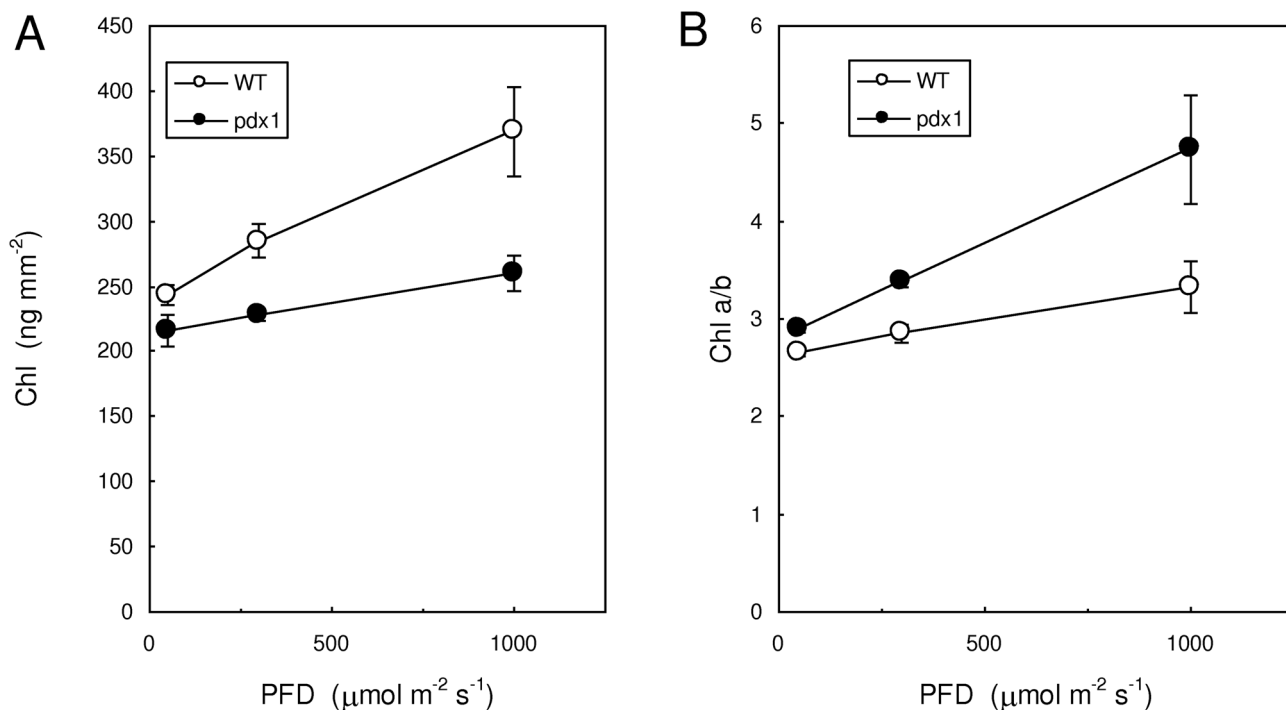 A
450
400
350
300
250
200
150
100
50
0
WT
pdx1
Chl (ng mm⁻²)
0
500
1000
PFD (μmol m⁻² s⁻¹)
B
6
5
4
3
2
1
0
WT
pdx1
Chl a/b
0
500
1000
PFD (μmol m⁻² s⁻¹)